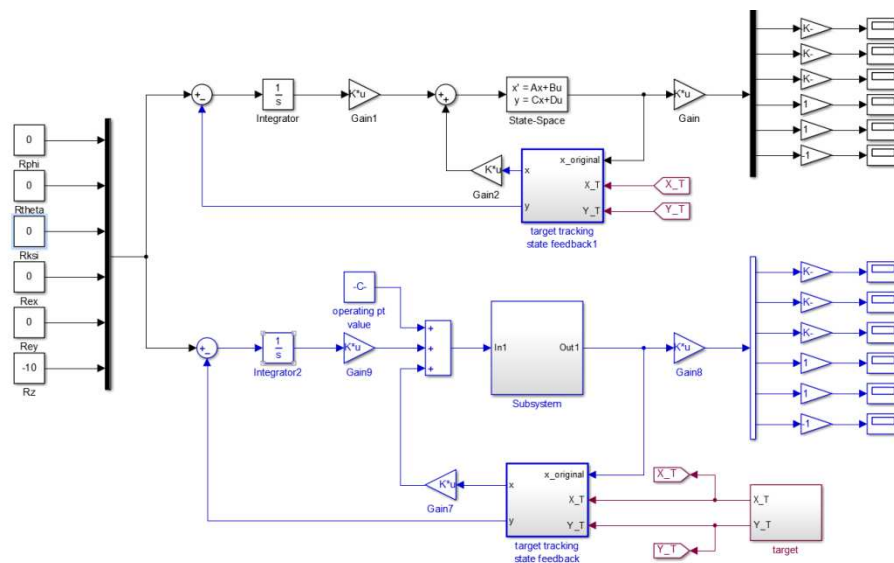 K-
K-
K-
1
1
-1
+
−
1
s
Integrator
K*u
Gain1
+
+
x' = Ax+Bu
y = Cx+Du
State-Space
K*u
Gain
0
Rphi
0
Rtheta
0
Rksi
0
Rex
0
Rey
-10
Rz
K*u
Gain2
x_original
x
X_T
y
Y_T
X_T
Y_T
target tracking
state feedback1
-C-
operating pt
value
+
−
1
s
Integrator2
K*u
Gain9
+
+
+
In1
Out1
Subsystem
K*u
Gain8
K-
K-
K-
1
1
-1
K*u
Gain7
x_original
x
X_T
y
Y_T
target tracking
state feedback
X_T
Y_T
X_T
Y_T
target